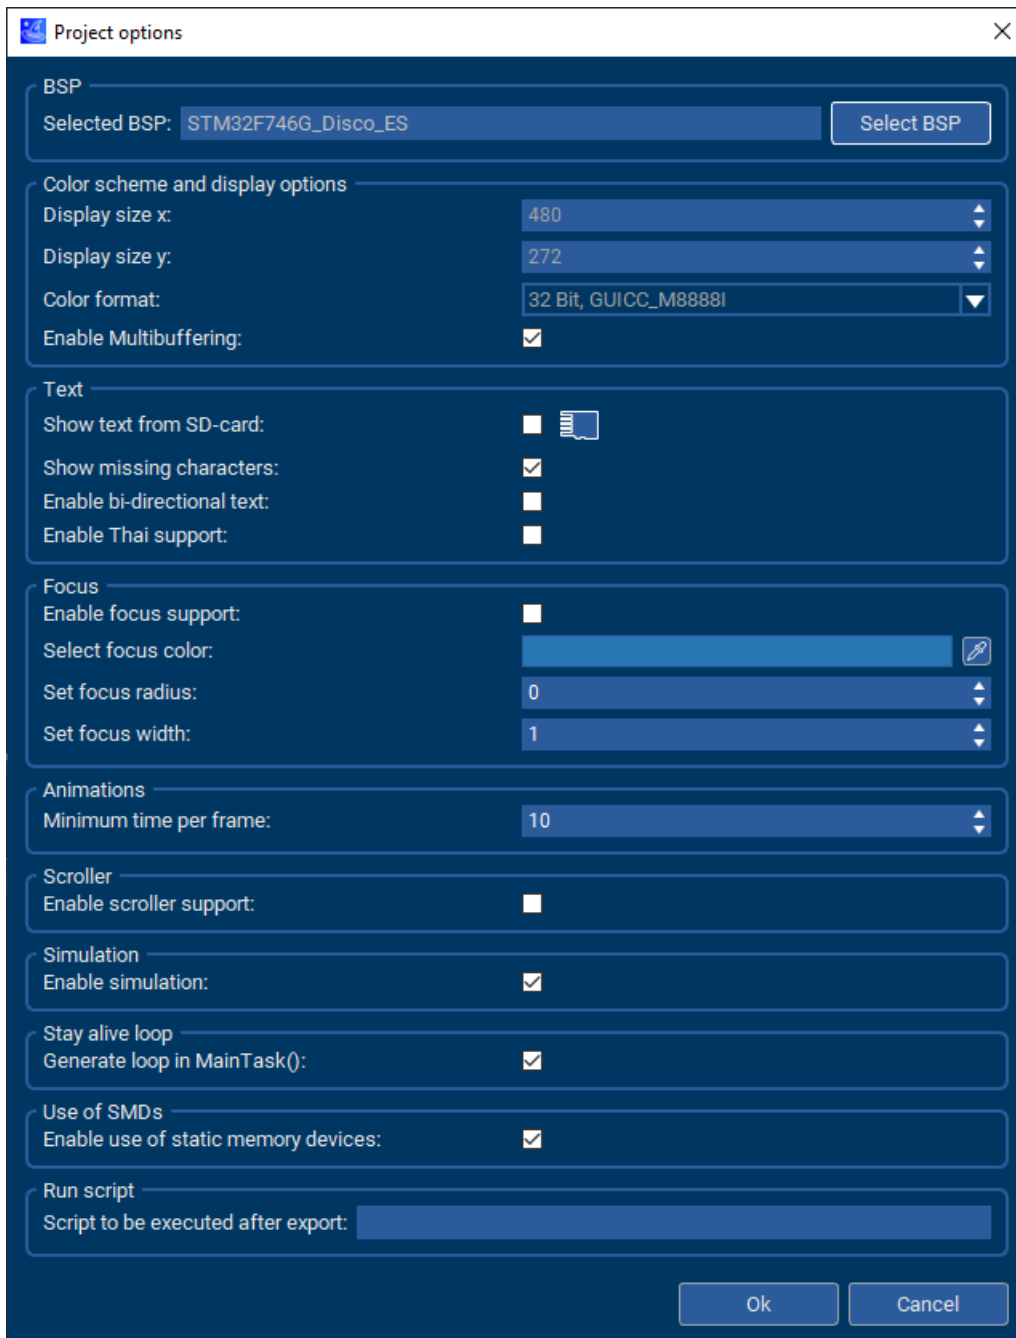 Project options
BSP
Selected BSP: STM32F746G_Disco_ES Select BSP
Color scheme and display options
Display size x: 480
Display size y: 272
Color format: 32 Bit, GUICC_M8888I
Enable Multibuffering:
Text
Show text from SD-card:
Show missing characters:
Enable bi-directional text:
Enable Thai support:
Focus
Enable focus support:
Select focus color:
Set focus radius: 0
Set focus width: 1
Animations
Minimum time per frame: 10
Scroller
Enable scroller support:
Simulation
Enable simulation:
Stay alive loop
Generate loop in MainTask():
Use of SMDs
Enable use of static memory devices:
Run script
Script to be executed after export:
Ok Cancel